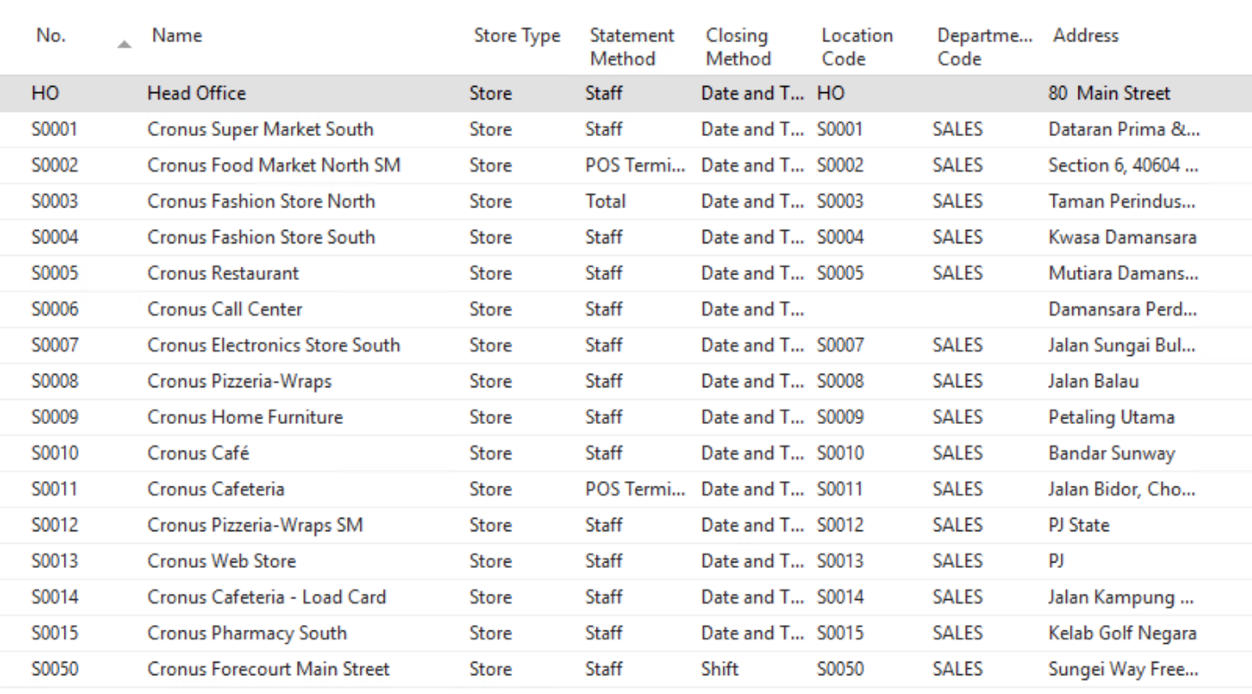 No. Name Store Type Statement Method Closing Method Location Code Departme... Code Address
HO Head Office Store Staff Date and T... HO 80 Main Street
S0001 Cronus Super Market South Store Staff Date and T... S0001 SALES Dataran Prima &...
S0002 Cronus Food Market North SM Store POS Termi... Date and T... S0002 SALES Section 6, 40604 ...
S0003 Cronus Fashion Store North Store Total Date and T... S0003 SALES Taman Perindus...
S0004 Cronus Fashion Store South Store Staff Date and T... S0004 SALES Kwasa Damansara
S0005 Cronus Restaurant Store Staff Date and T... S0005 SALES Mutiara Damans...
S0006 Cronus Call Center Store Staff Date and T... Damansara Perd...
S0007 Cronus Electronics Store South Store Staff Date and T... S0007 SALES Jalan Sungai Bul...
S0008 Cronus Pizzeria-Wraps Store Staff Date and T... S0008 SALES Jalan Balau
S0009 Cronus Home Furniture Store Staff Date and T... S0009 SALES Petaling Utama
S0010 Cronus Café Store Staff Date and T... S0010 SALES Bandar Sunway
S0011 Cronus Cafeteria Store POS Termi... Date and T... S0011 SALES Jalan Bidor, Cho...
S0012 Cronus Pizzeria-Wraps SM Store Staff Date and T... S0012 SALES PJ State
S0013 Cronus Web Store Store Staff Date and T... S0013 SALES PJ
S0014 Cronus Cafeteria - Load Card Store Staff Date and T... S0014 SALES Jalan Kampung ...
S0015 Cronus Pharmacy South Store Staff Date and T... S0015 SALES Kelab Golf Negara
S0050 Cronus Forecourt Main Street Store Staff Shift S0050 SALES Sungei Way Free...